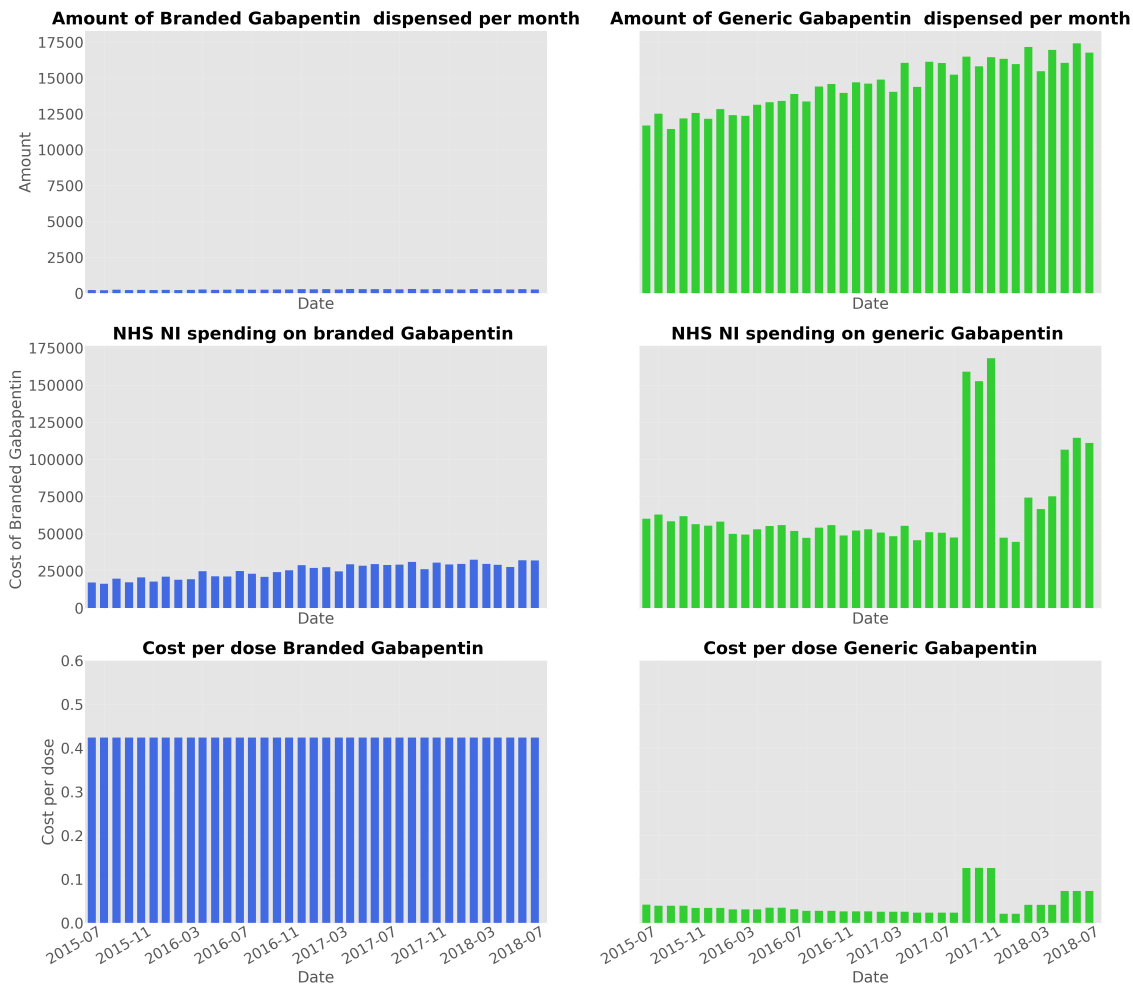 Amount of Branded Gabapentin  dispensed per month
Amount of Generic Gabapentin  dispensed per month
17500
15000
12500
10000
7500
5000
2500
0
Amount
Date
Date
NHS NI spending on branded Gabapentin
NHS NI spending on generic Gabapentin
175000
150000
125000
100000
75000
50000
25000
0
Cost of Branded Gabapentin
Date
Date
Cost per dose Branded Gabapentin
Cost per dose Generic Gabapentin
0.6
0.5
0.4
0.3
0.2
0.1
0.0
Cost per dose
2015-07
2015-11
2016-03
2016-07
2016-11
2017-03
2017-07
2017-11
2018-03
2018-07
2015-07
2015-11
2016-03
2016-07
2016-11
2017-03
2017-07
2017-11
2018-03
2018-07
Date
Date